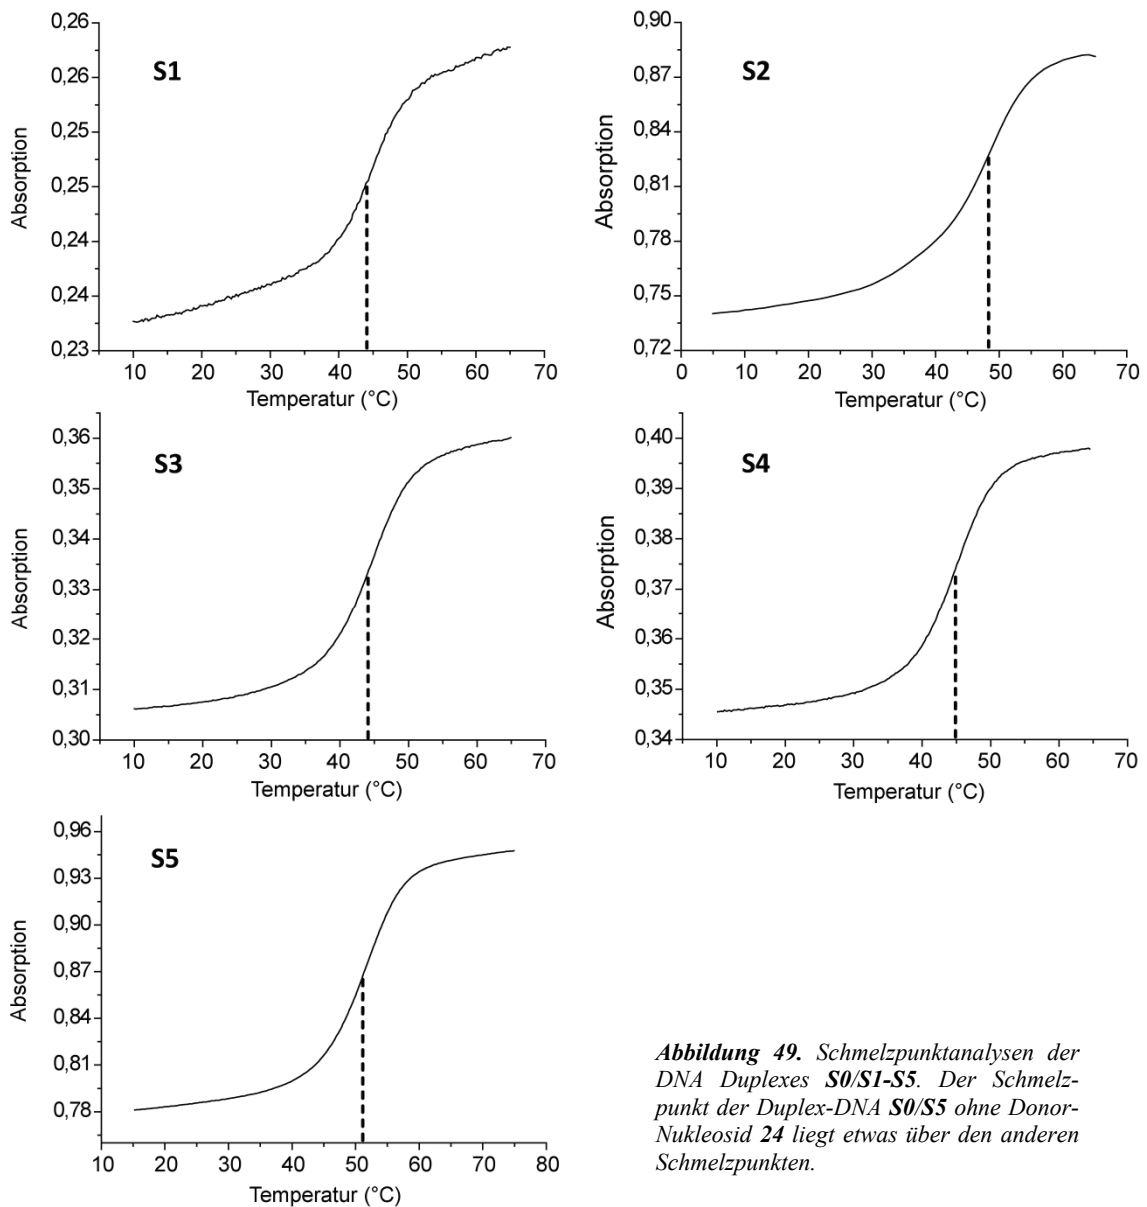 0,26
0,26
0,25
0,25
0,24
0,24
0,23
Absorption
S1
10 20 30 40 50 60 70
Temperatur (°C)
0,90
0,87
0,84
0,81
0,78
0,75
0,72
Absorption
S2
0 10 20 30 40 50 60 70
Temperatur (°C)
0,36
0,35
0,34
0,33
0,32
0,31
0,30
Absorption
S3
10 20 30 40 50 60 70
Temperatur (°C)
0,40
0,39
0,38
0,37
0,36
0,35
0,34
Absorption
S4
10 20 30 40 50 60 70
Temperatur (°C)
0,96
0,93
0,90
0,87
0,84
0,81
0,78
Absorption
S5
10 20 30 40 50 60 70 80
Temperatur (°C)
Abbildung 49. Schmelzpunktanalysen der
DNA Duplexes S0/S1-S5. Der Schmelz-
punkt der Duplex-DNA S0/S5 ohne Donor-
Nukleosid 24 liegt etwas über den anderen
Schmelzpunkten.